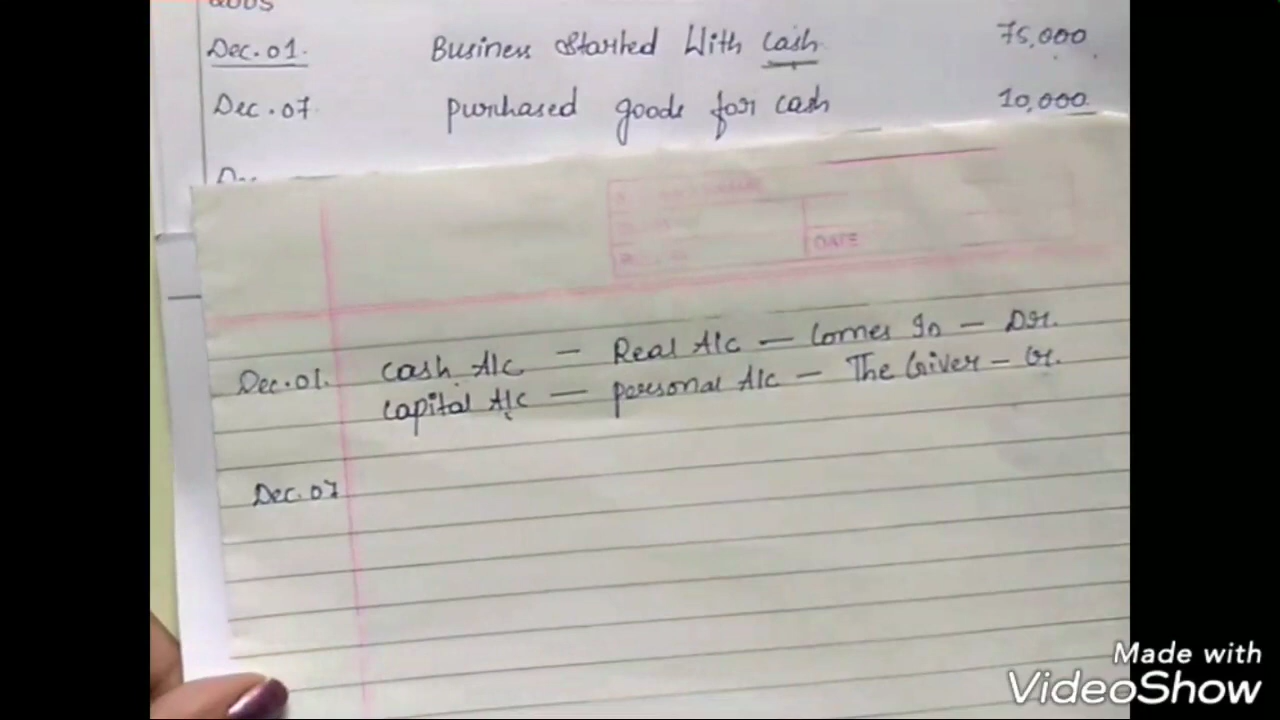 Dec.01. Business Started With Cash 75,000
Dec.07. purchased goods for cash 10,000
DATE
Dec.01. Cash A/c — Real A/c — Comes In — Dr.
Capital A/c — personal A/c — The Giver — Cr.
Dec.07
Made with
VideoShow